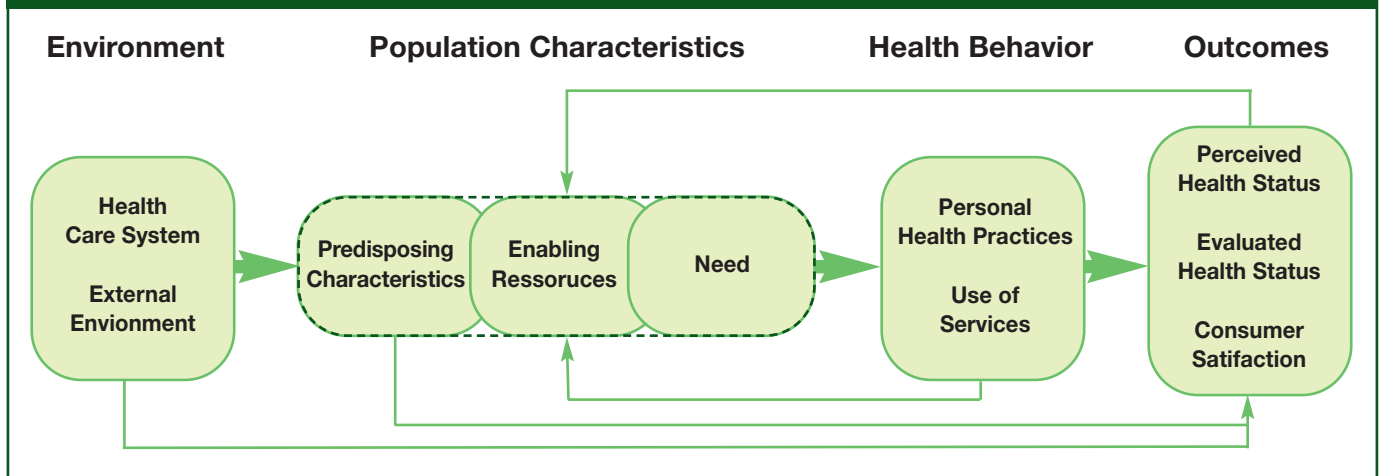 Environment
Population Characteristics
Health Behavior
Outcomes
Health
Care System
External
Envionment
Predisposing
Characteristics
Enabling
Ressoruces
Need
Personal
Health Practices
Use of
Services
Perceived
Health Status
Evaluated
Health Status
Consumer
Satifaction